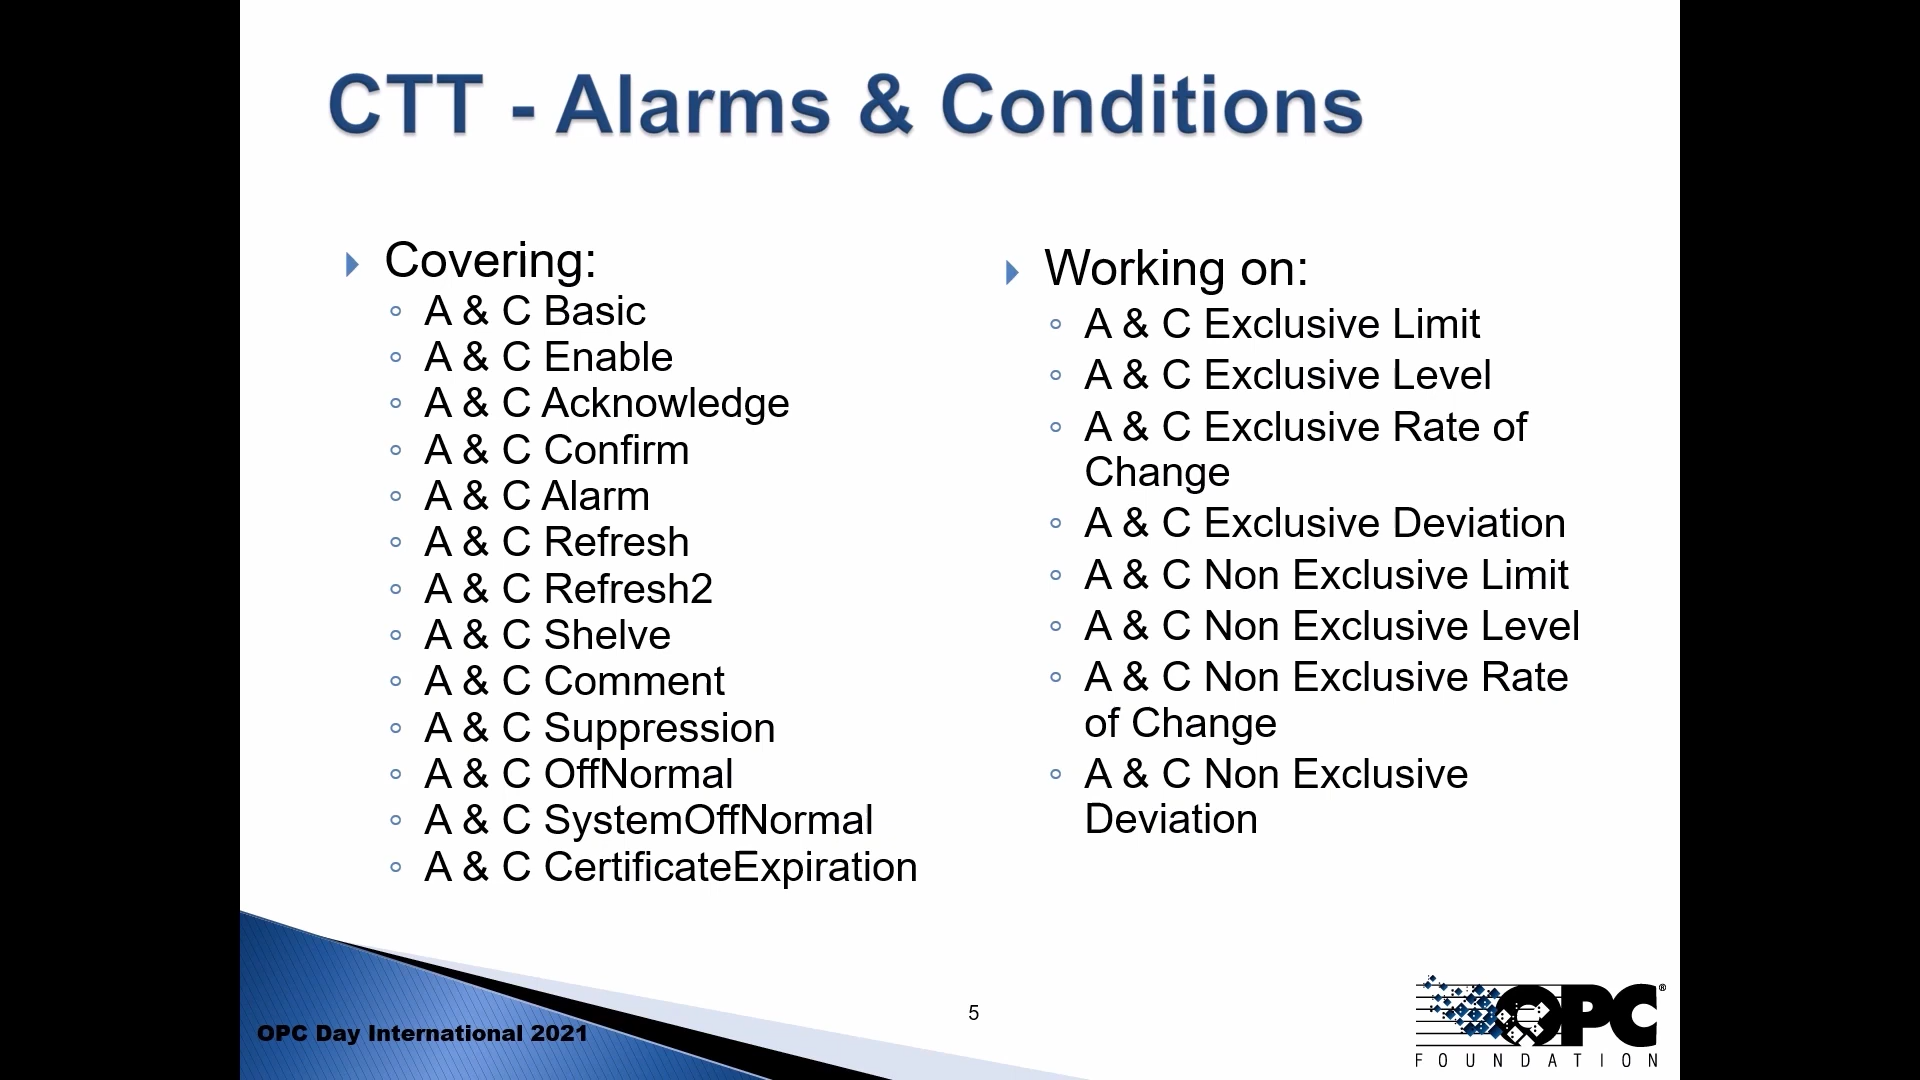 CTT - Alarms & Conditions
Covering:
A & C Basic
A & C Enable
A & C Acknowledge
A & C Confirm
A & C Alarm
A & C Refresh
A & C Refresh2
A & C Shelve
A & C Comment
A & C Suppression
A & C OffNormal
A & C SystemOffNormal
A & C CertificateExpiration
Working on:
A & C Exclusive Limit
A & C Exclusive Level
A & C Exclusive Rate of
Change
A & C Exclusive Deviation
A & C Non Exclusive Limit
A & C Non Exclusive Level
A & C Non Exclusive Rate
of Change
A & C Non Exclusive
Deviation
OPC Day International 2021
5
OPC®
FOUNDATION